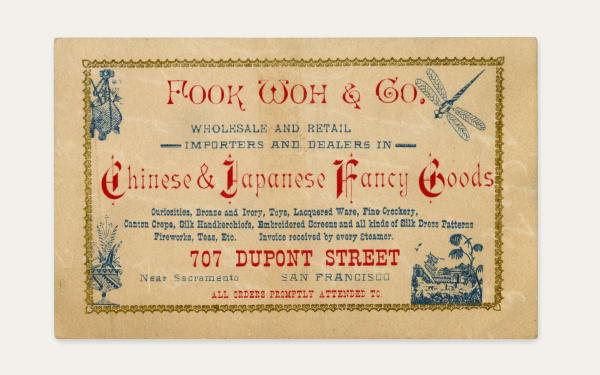 Fook Woh & Co.
WHOLESALE AND RETAIL
IMPORTERS AND DEALERS IN
Chinese & Japanese Fancy Goods
Curiosities, Bronze and Ivory, Toys, Lacquered Ware, Fine Crockery,
Canton Crepe, Silk Handkerchiefs, Embroidered Screens and all kinds of Silk Dress Patterns
Fireworks, Teas, Etc. Invoice received by every Steamer.
707 DUPONT STREET
Near Sacramento SAN FRANCISCO
ALL ORDERS PROMPTLY ATTENDED TO.